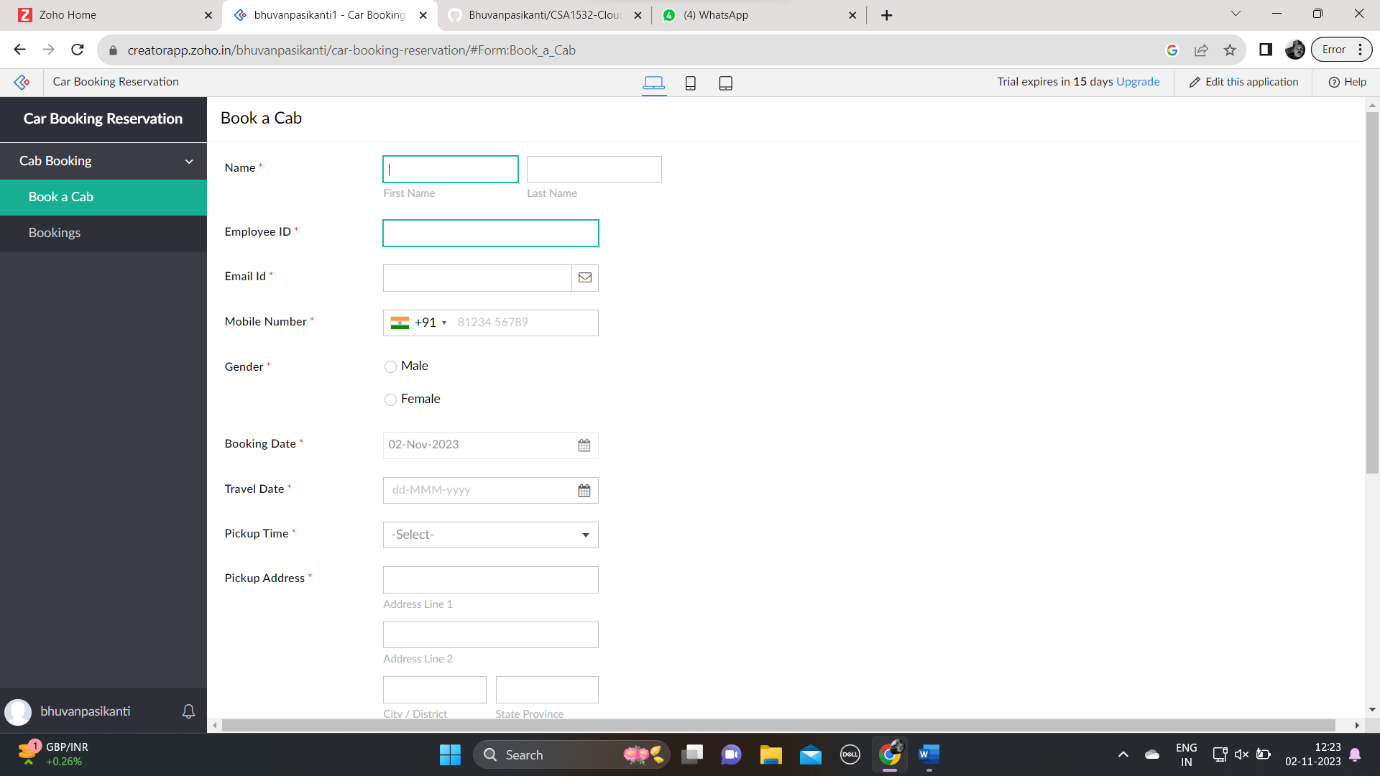 Zoho Home
bhuvanpasikanti1 - Car Booking
Bhuvanpasikanti/CSA1532-Clou
(4) WhatsApp
creatorapp.zoho.in/bhuvanpasikanti/car-booking-reservation/#Form:Book_a_Cab
Error
Car Booking Reservation
Trial expires in 15 days Upgrade
Edit this application
Help
Car Booking Reservation
Cab Booking
Book a Cab
Bookings
bhuvanpasikanti
Book a Cab
Name *
First Name
Last Name
Employee ID *
Email Id *
Mobile Number *
+91
81234 56789
Gender *
Male
Female
Booking Date *
02-Nov-2023
Travel Date *
dd-MMM-yyyy
Pickup Time *
-Select-
Pickup Address *
Address Line 1
Address Line 2
City / District
State Province
1
GBP/INR
+0.26%
Search
DELL
ENG
IN
12:23
02-11-2023